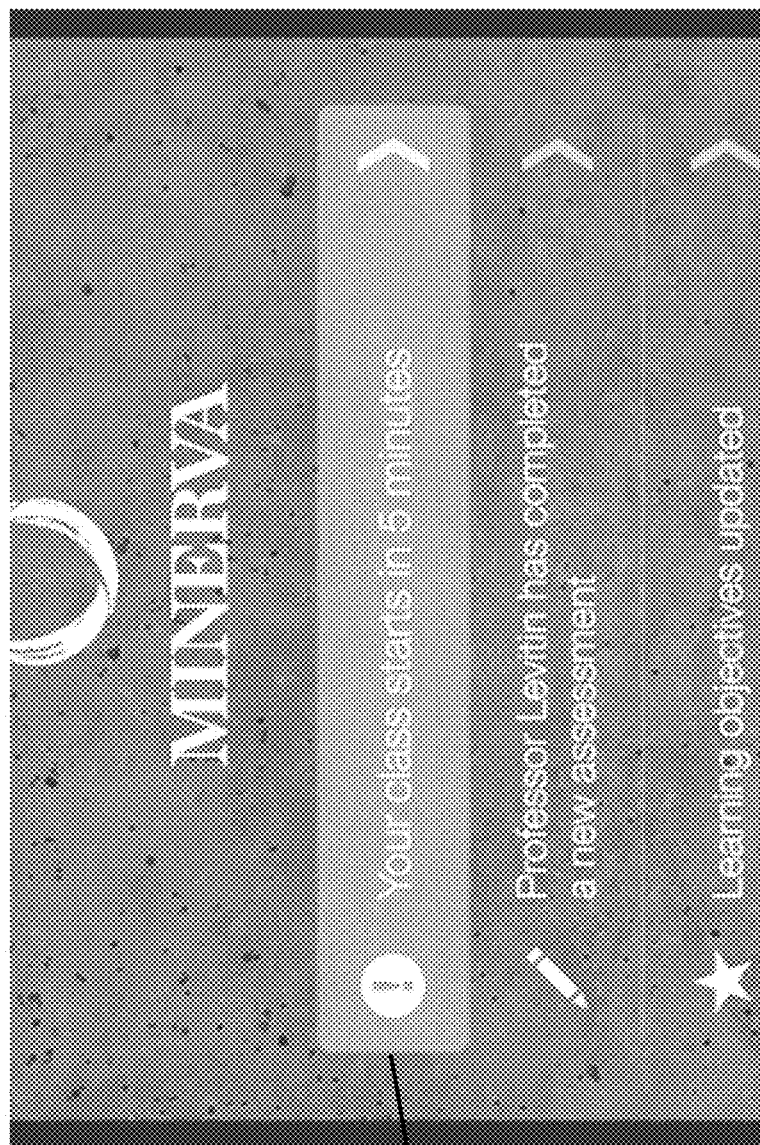 MINERVA
Your class starts in 5 minutes
Professor Levitin has completed
a new assessment
Learning objectives updated